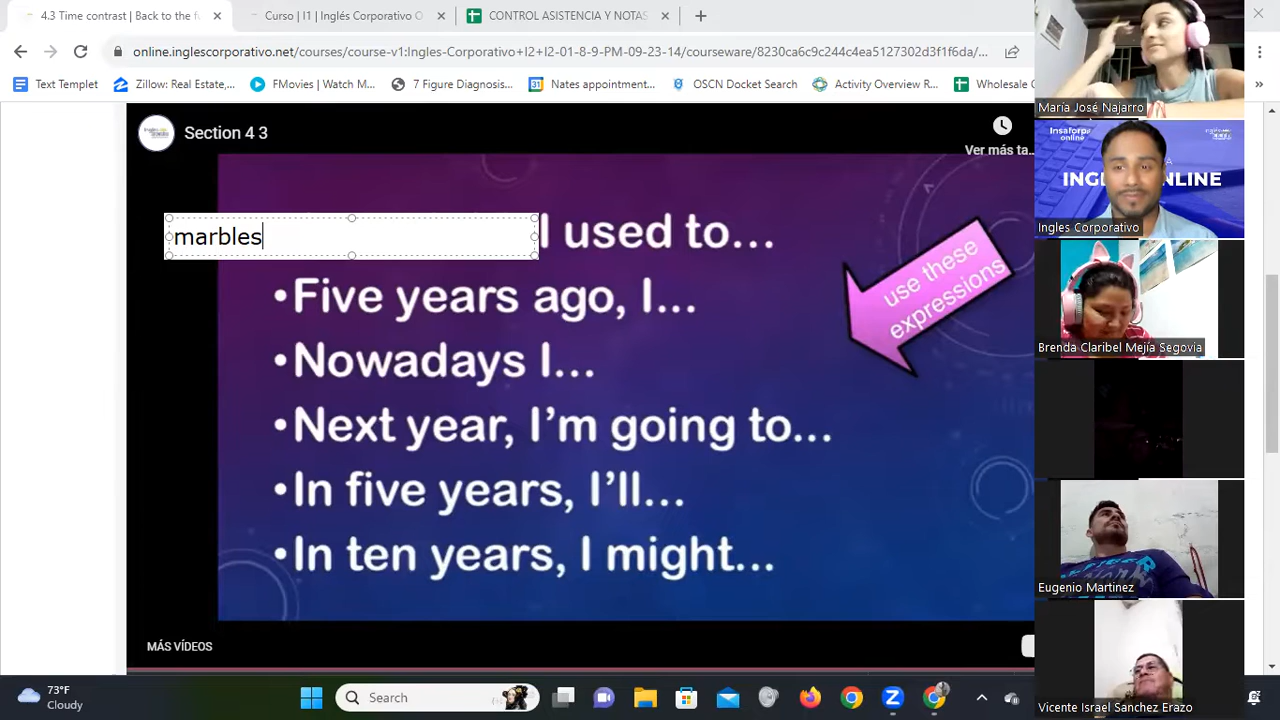 4.3 Time contrast | Back to the f
Curso | I1 | Inglés Corporativo O
CONTROL ASISTENCIA Y NOTAS
online.inglescorporativo.net/courses/course-v1:Ingles-Corporativo+I2+I2-01-8-9-PM-09-23-14/courseware/8230ca6c9c244c4ea5127302d3f1f6da/...
Text Templet
Zillow: Real Estate,...
FMovies | Watch M...
7 Figure Diagnosis...
Nates appointment...
OSCN Docket Search
Activity Overview R...
Wholesale C
Section 4 3
Ver más ta...
marbles
I used to...
•Five years ago, I...
•Nowadays I...
•Next year, I'm going to...
•In five years, I'll...
•In ten years, I might...
use these
expressions
MÁS VÍDEOS
María José Najarro
Insaforp
online
INGL
NLINE
Ingles Corporativo
Brenda Claribel Mejía Segovia
Eugenio Martinez
Vicente Israel Sanchez Erazo
73°F
Cloudy
Search